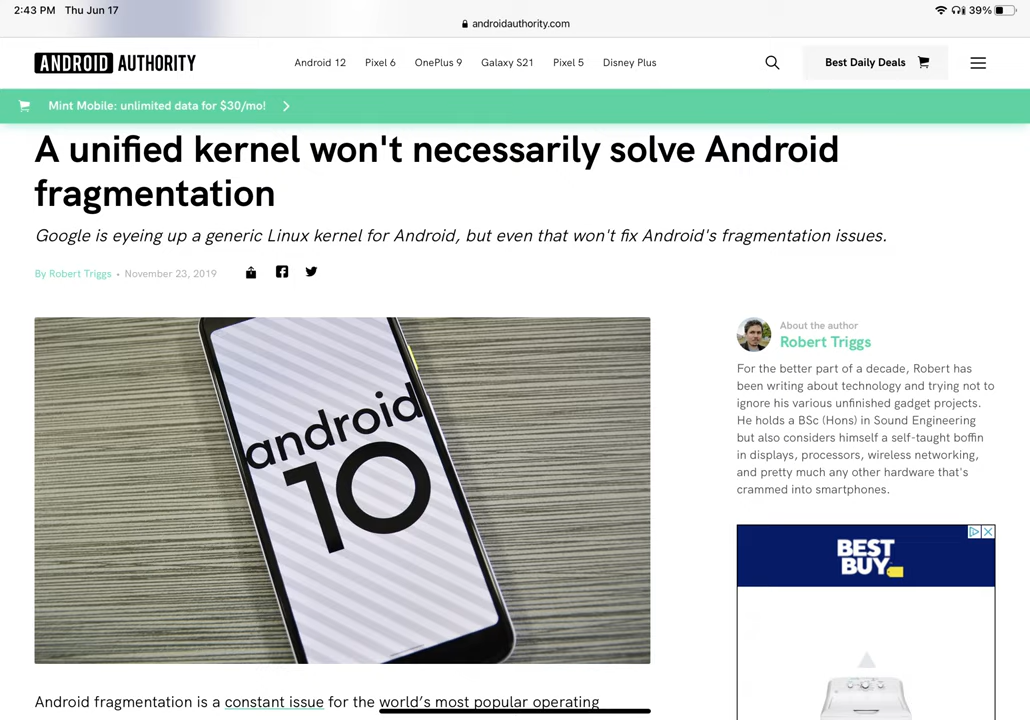 2:43 PM Thu Jun 17
39%
androidauthority.com
ANDROID AUTHORITY
Android 12 Pixel 6 OnePlus 9 Galaxy S21 Pixel 5 Disney Plus
Best Daily Deals
Mint Mobile: unlimited data for $30/mo!
A unified kernel won't necessarily solve Android
fragmentation
Google is eyeing up a generic Linux kernel for Android, but even that won't fix Android's fragmentation issues.
By Robert Triggs • November 23, 2019
android
10
About the author
Robert Triggs
For the better part of a decade, Robert has
been writing about technology and trying not to
ignore his various unfinished gadget projects.
He holds a BSc (Hons) in Sound Engineering
but also considers himself a self-taught boffin
in displays, processors, wireless networking,
and pretty much any other hardware that's
crammed into smartphones.
BEST
BUY
Android fragmentation is a constant issue for the world’s most popular operating